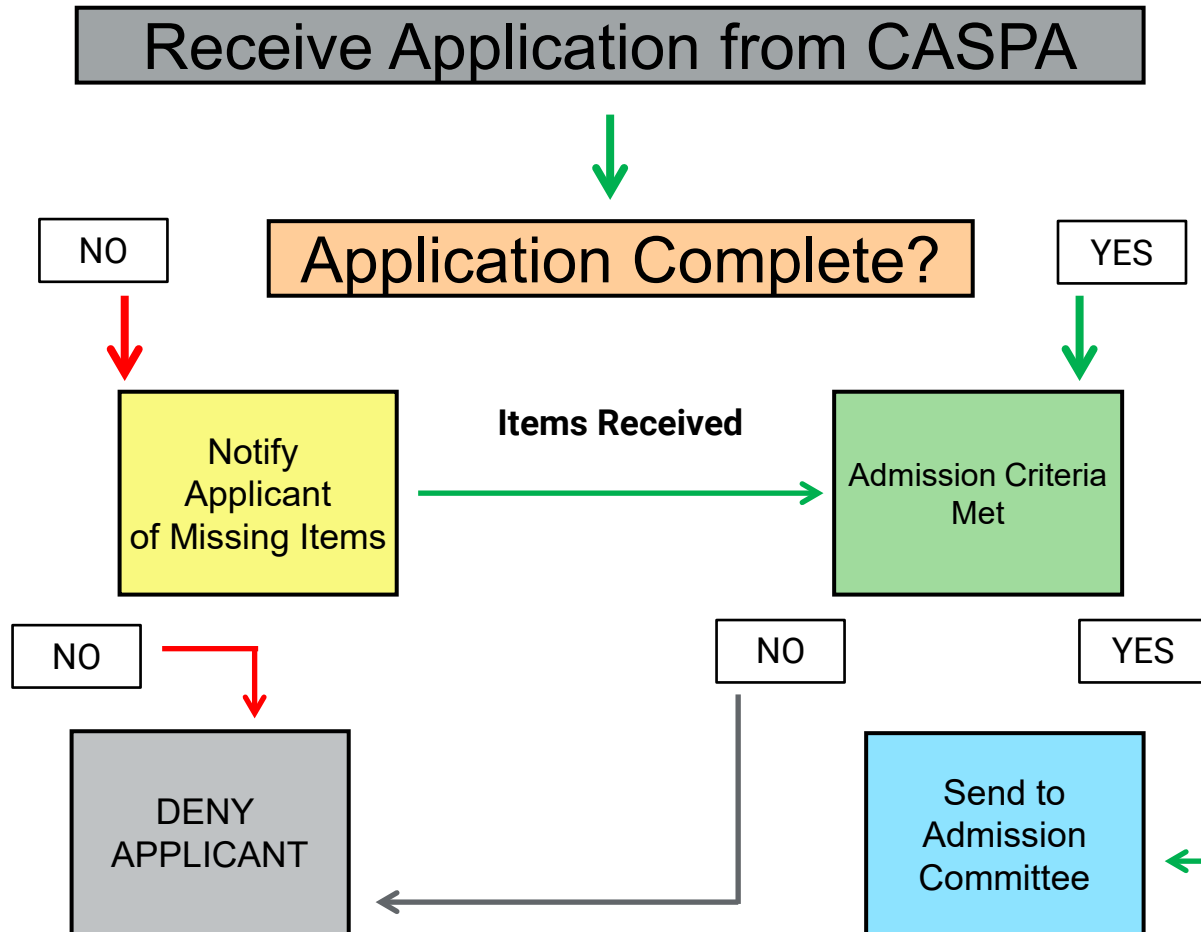 Receive Application from CASPA
NO
Application Complete?
YES
Notify
Applicant
of Missing Items
Items Received
Admission Criteria
Met
NO
NO
YES
DENY
APPLICANT
Send to
Admission
Committee